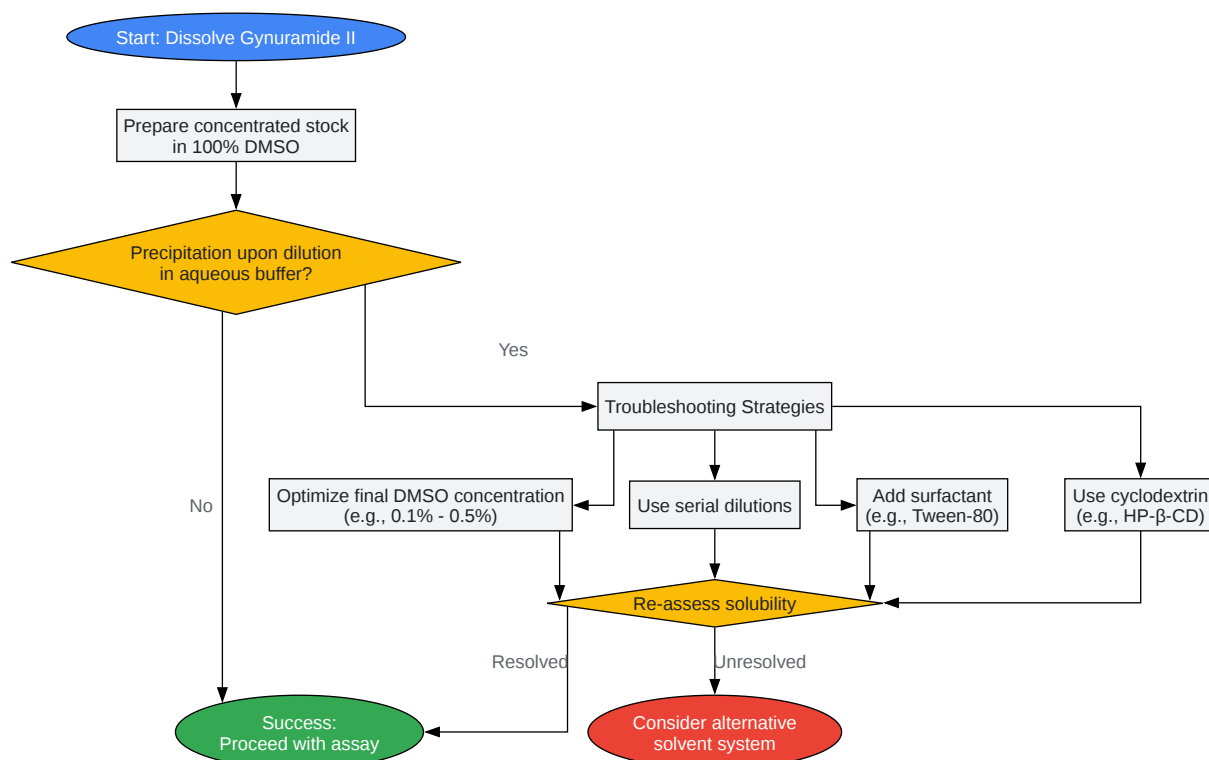 Start: Dissolve Gynuramide II
Prepare concentrated stock
in 100% DMSO
Precipitation upon dilution
in aqueous buffer?
Yes
Troubleshooting Strategies
No
Optimize final DMSO concentration
(e.g., 0.1% - 0.5%)
Use serial dilutions
Add surfactant
(e.g., Tween-80)
Use cyclodextrin
(e.g., HP-β-CD)
Re-assess solubility
Resolved
Unresolved
Success:
Proceed with assay
Consider alternative
solvent system